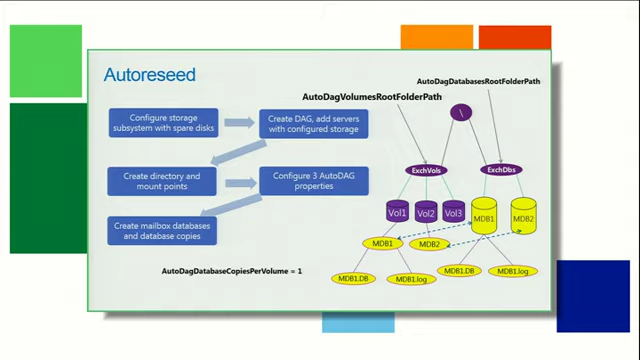 Autoreseed
AutoDagDatabasesRootFolderPath
AutoDagVolumesRootFolderPath
Configure storage
subsystem with spare disks
Create DAG, add servers
with configured storage
\
Create directory and
mount points
Configure 3 AutoDAG
properties
ExchVols
ExchDbs
Vol1
Vol2
Vol3
MDB1
MDB2
Create mailbox databases
and database copies
MDB1
MDB2
AutoDagDatabaseCopiesPerVolume = 1
MDB1.DB
MDB1.log
MDB1.DB
MDB1.log